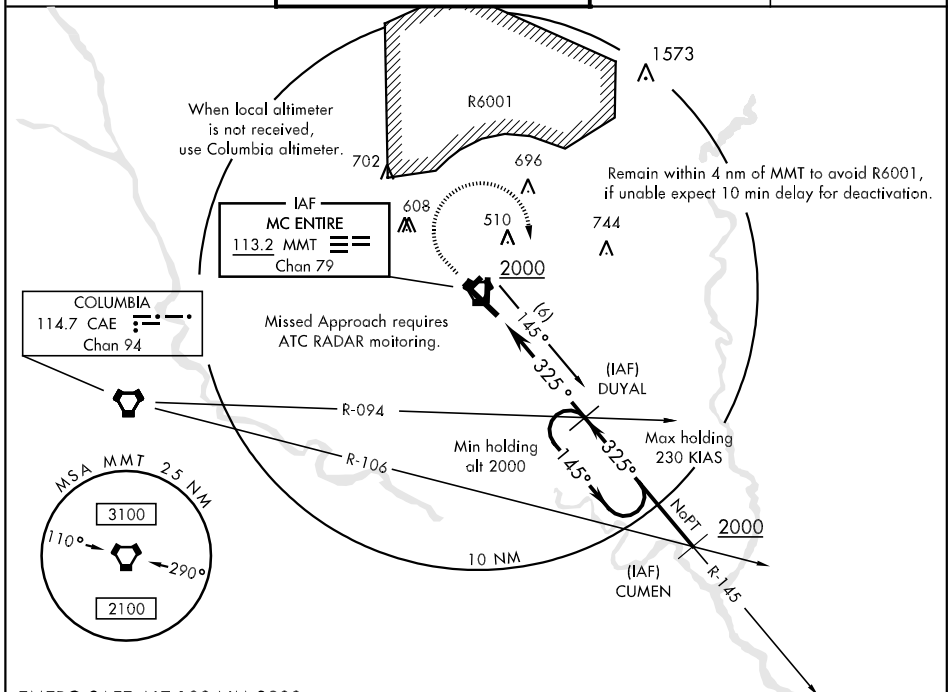 1573
R6001
When local altimeter
is not received,
use Columbia altimeter.
702
696
Remain within 4 nm of MMT to avoid R6001,
if unable expect 10 min delay for deactivation.
IAF
MC ENTIRE
113.2 MMT
Chan 79
608
510
744
2000
COLUMBIA
114.7 CAE
Chan 94
Missed Approach requires
ATC RADAR moitoring.
(6)
145°
325°
(IAF)
DUYAL
R-094
R-106
Min holding
alt 2000
145°
325°
Max holding
230 KIAS
NoPT
2000
MSA MMT 25 NM
3100
110°
290°
2100
10 NM
(IAF)
CUMEN
R-145